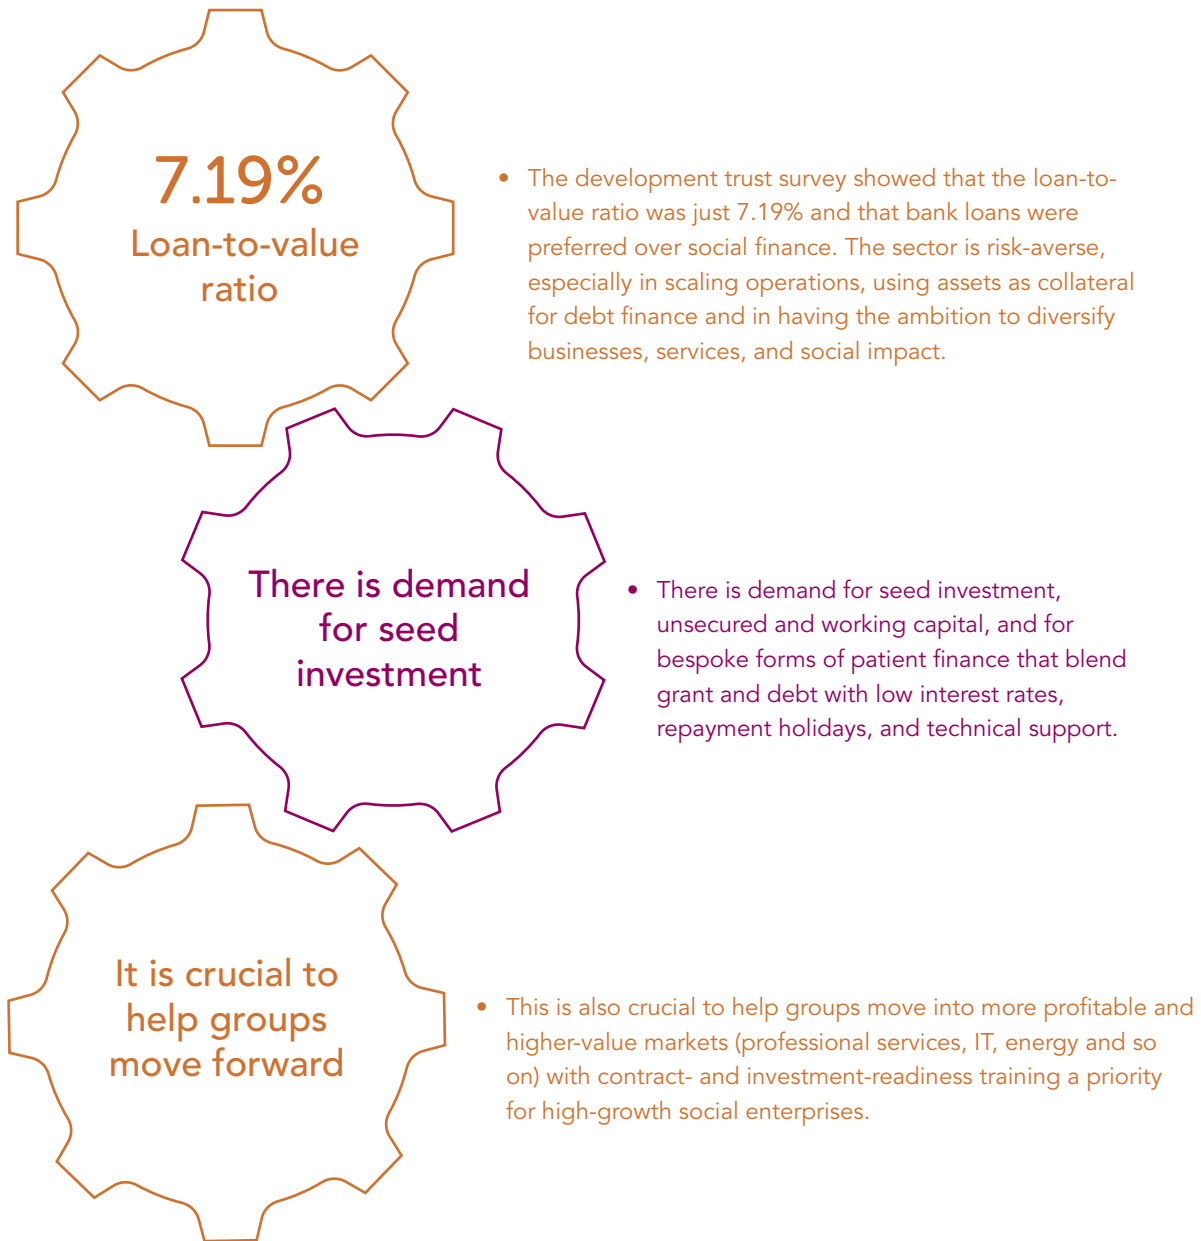 7.19%
Loan-to-value
ratio
• The development trust survey showed that the loan-to-
value ratio was just 7.19% and that bank loans were
preferred over social finance. The sector is risk-averse,
especially in scaling operations, using assets as collateral
for debt finance and in having the ambition to diversify
businesses, services, and social impact.
There is demand
for seed
investment
• There is demand for seed investment,
unsecured and working capital, and for
bespoke forms of patient finance that blend
grant and debt with low interest rates,
repayment holidays, and technical support.
It is crucial to
help groups
move forward
• This is also crucial to help groups move into more profitable and
higher-value markets (professional services, IT, energy and so
on) with contract- and investment-readiness training a priority
for high-growth social enterprises.